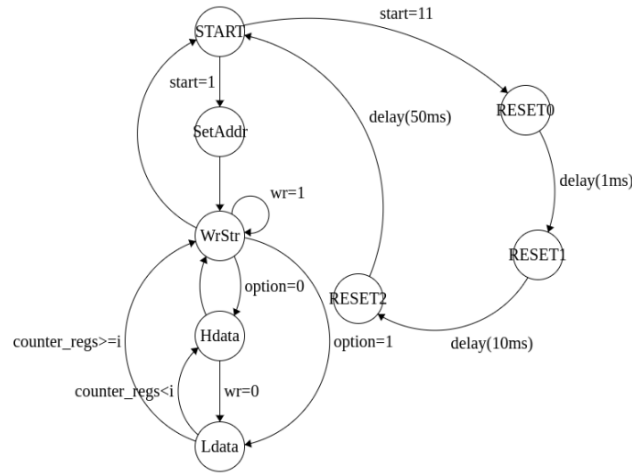 start=11
START
start=1
RESET0
delay(50ms)
SetAddr
delay(1ms)
wr=1
WrStr
RESET1
option=0
RESET2
Hdata
counter_regs>=i
option=1
delay(10ms)
counter_regs<i
wr=0
Ldata